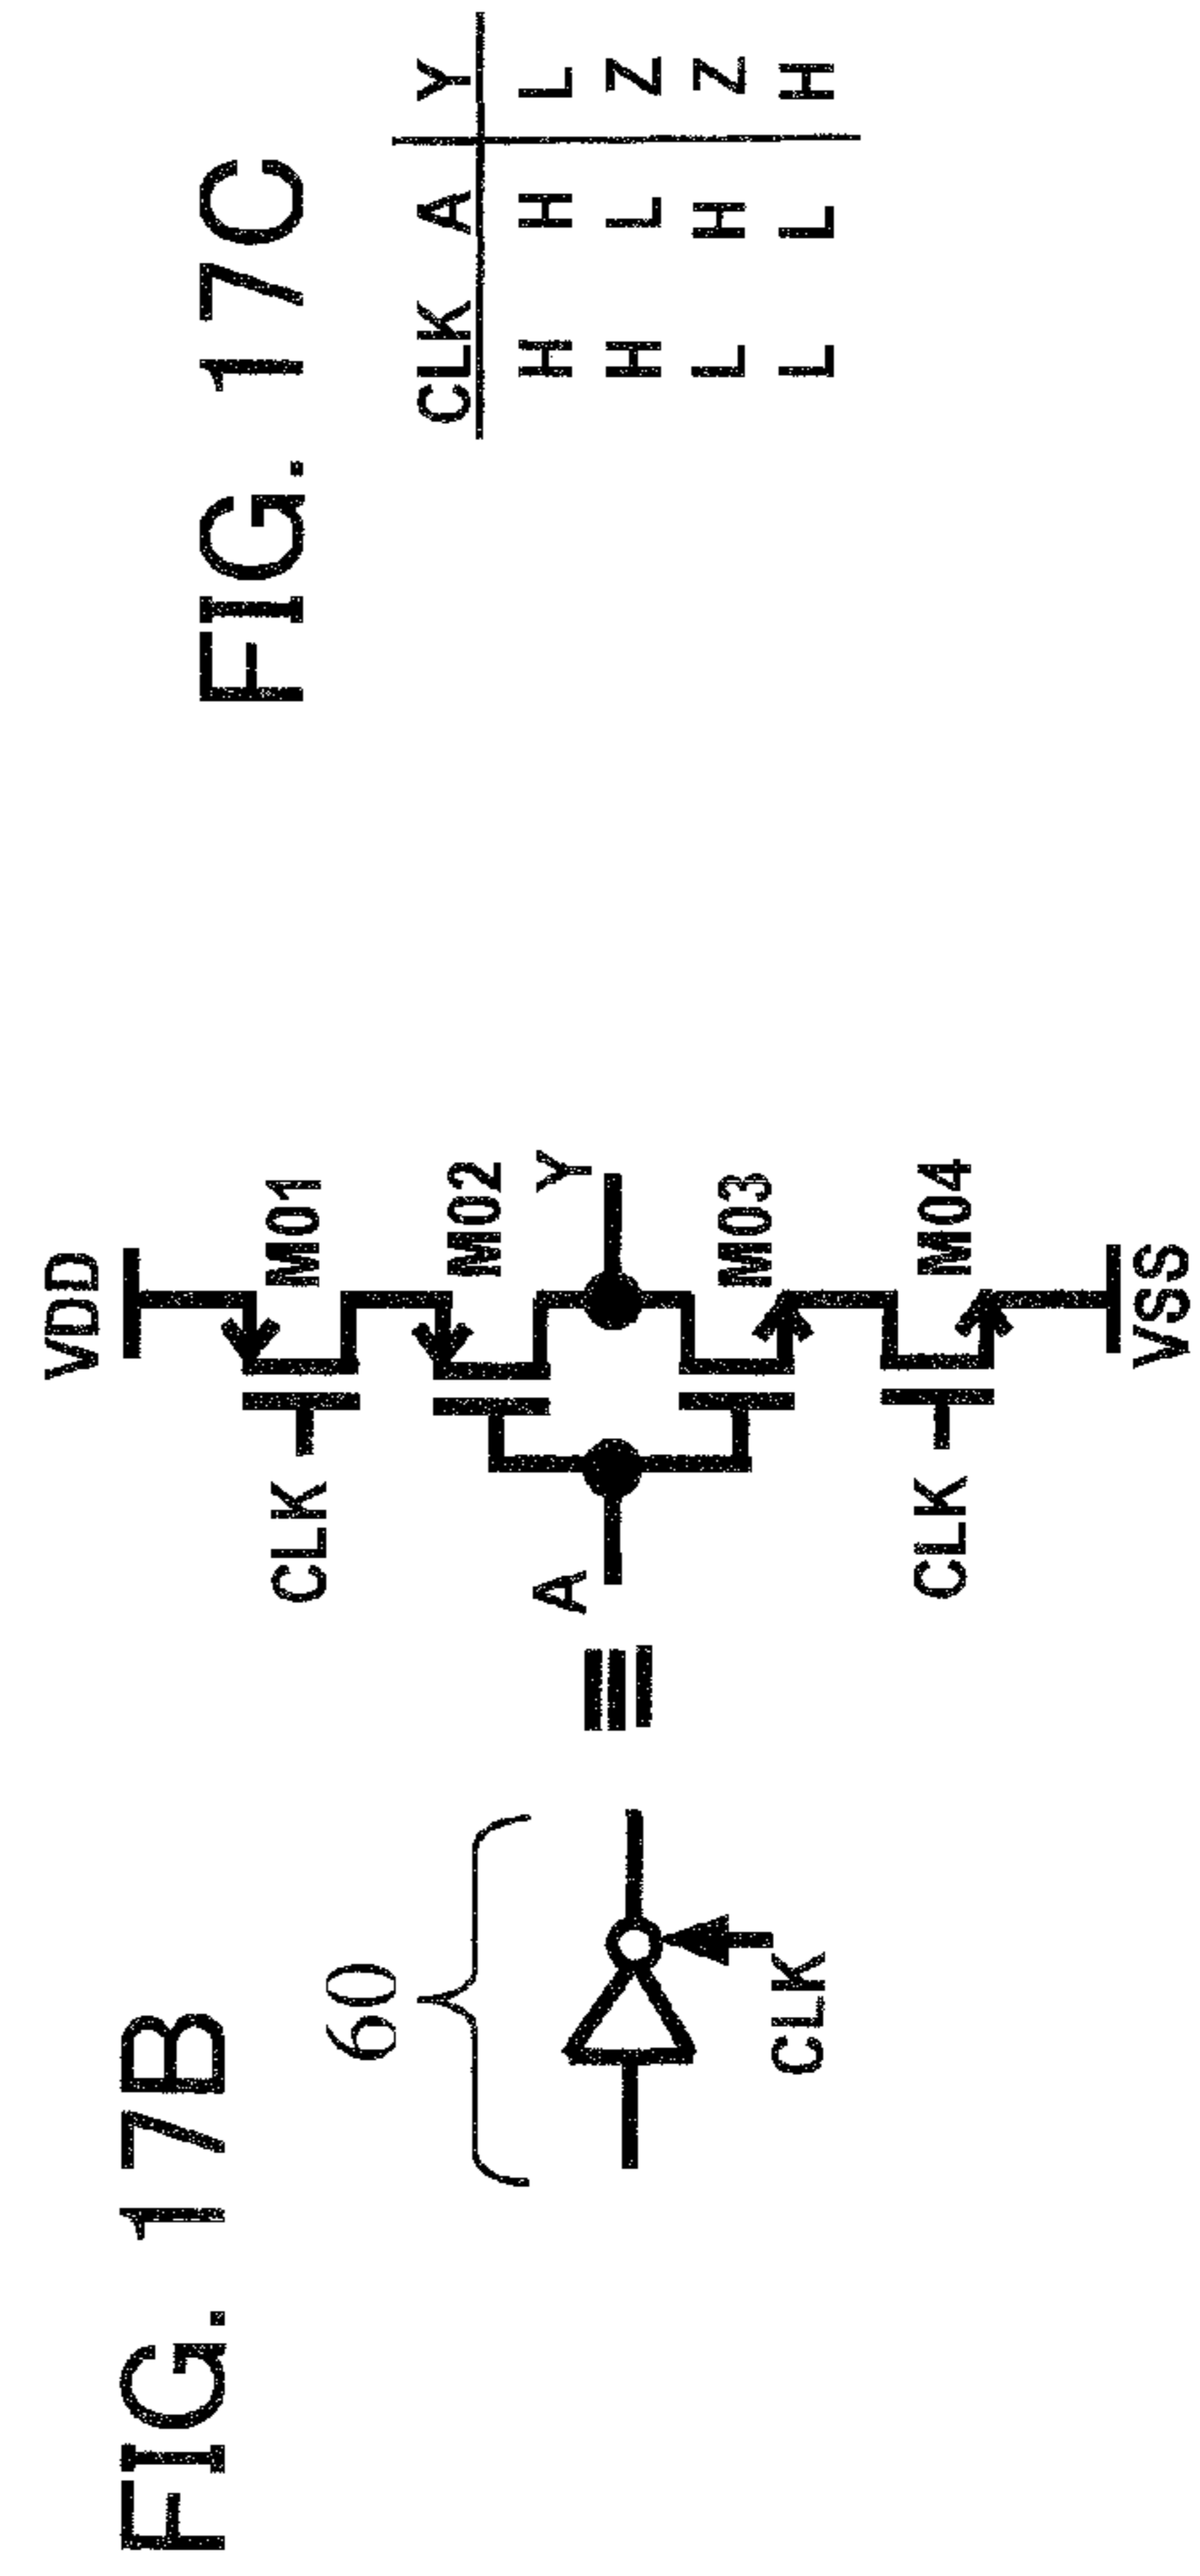 FIG. 17B
60
CLK
≡
VDD
CLK
M01
M02
A
Y
M03
CLK
M04
VSS
FIG. 17C
CLK A Y
H H L
H L Z
L H Z
L L H